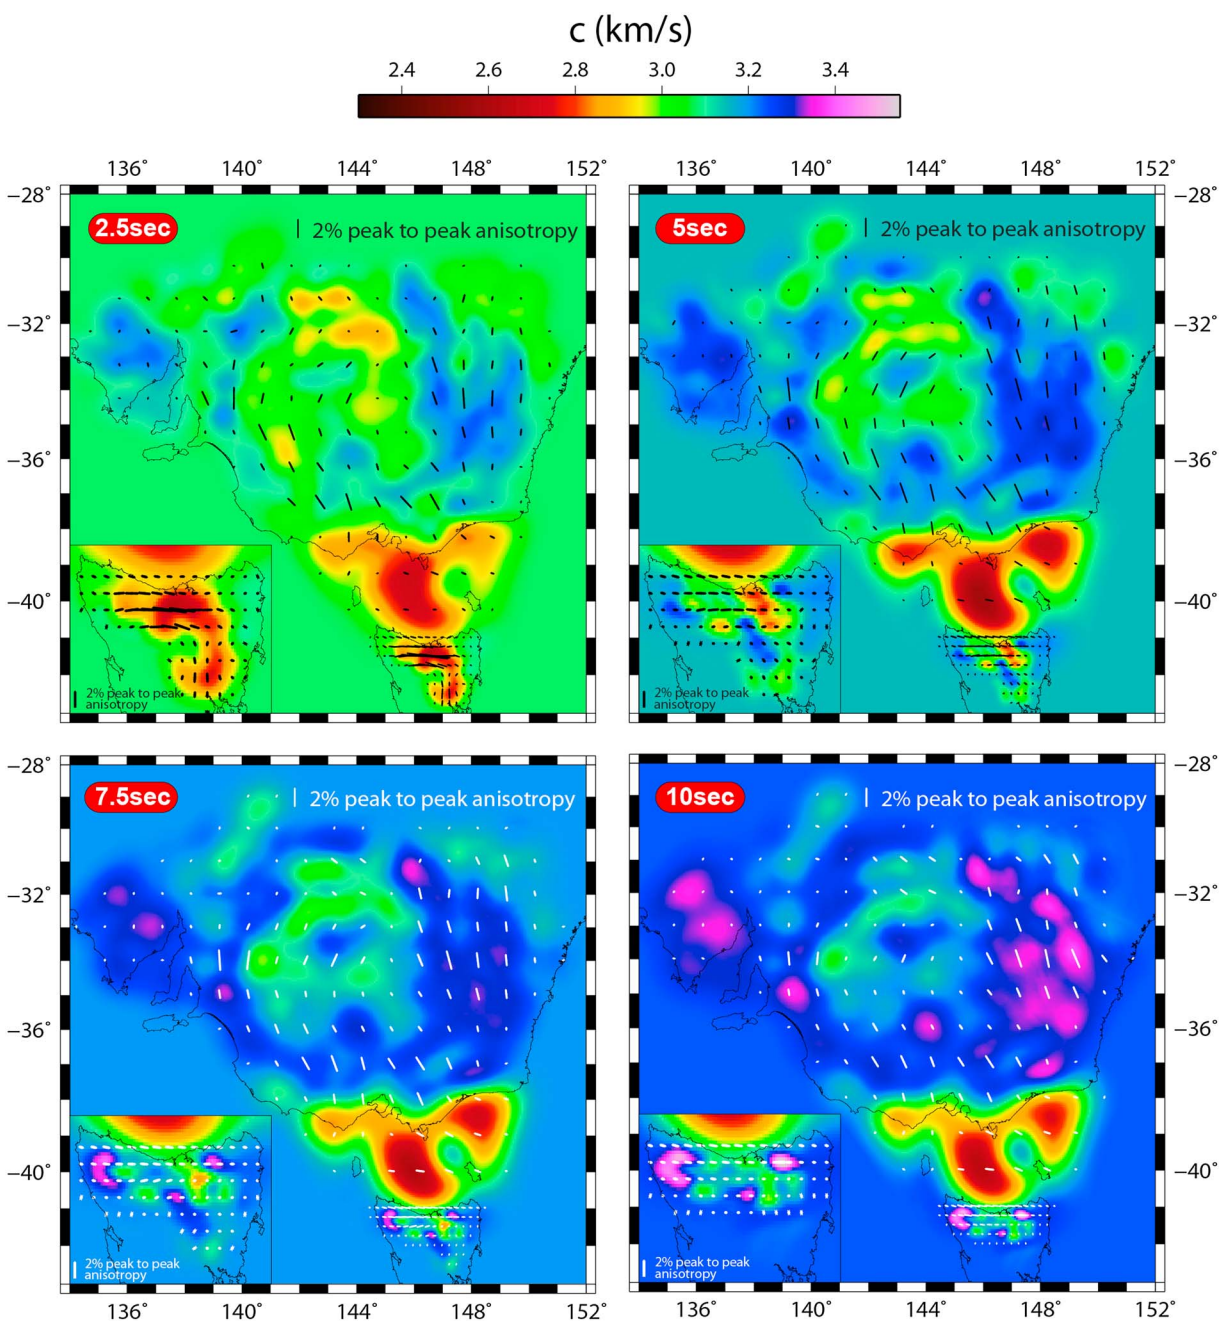 c (km/s)
2.4 2.6 2.8 3.0 3.2 3.4
136° 140° 144° 148° 152° 136° 140° 144° 148° 152°
−28° −28°
2.5sec 2% peak to peak anisotropy 5sec 2% peak to peak anisotropy
−32° −32°
−36° −36°
−40° −40°
2% peak to peak 2% peak to peak
anisotropy anisotropy
−28° −28°
7.5sec 2% peak to peak anisotropy 10sec 2% peak to peak anisotropy
−32° −32°
−36° −36°
−40° −40°
2% peak to peak 2% peak to peak
anisotropy anisotropy
136° 140° 144° 148° 152° 136° 140° 144° 148° 152°